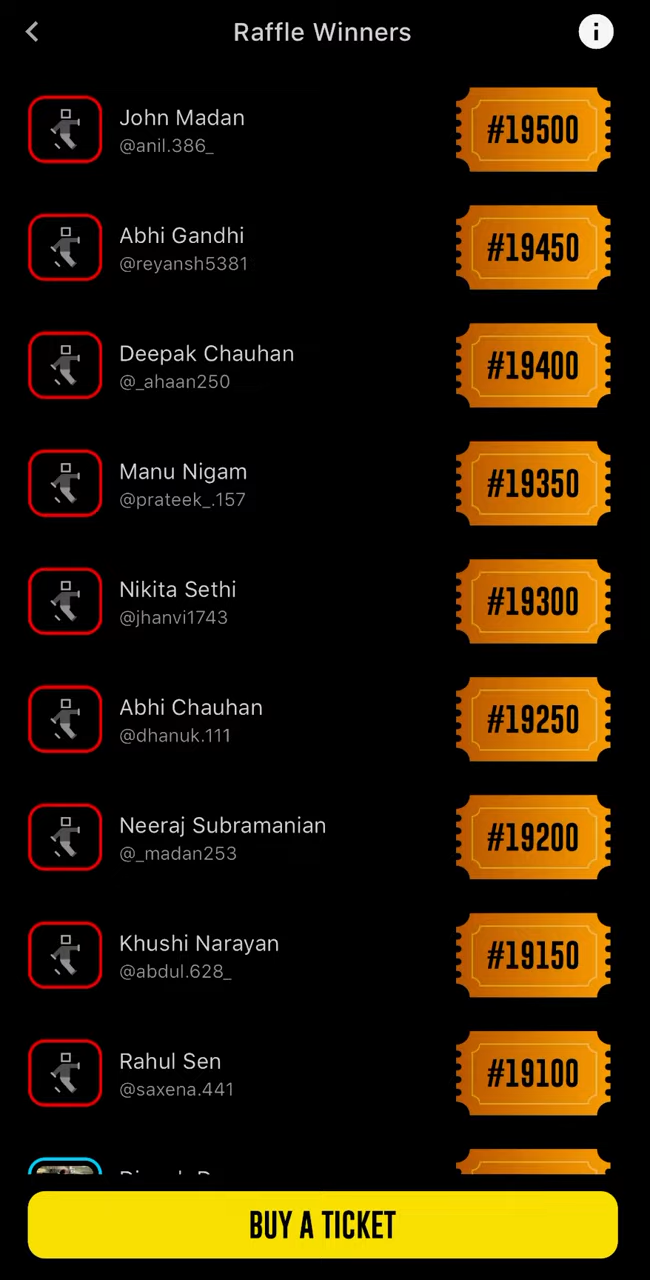 Raffle Winners
John Madan
@anil.386_
#19500
Abhi Gandhi
@reyansh5381
#19450
Deepak Chauhan
@_ahaan250
#19400
Manu Nigam
@prateek_.157
#19350
Nikita Sethi
@jhanvi1743
#19300
Abhi Chauhan
@dhanuk.111
#19250
Neeraj Subramanian
@_madan253
#19200
Khushi Narayan
@abdul.628_
#19150
Rahul Sen
@saxena.441
#19100
BUY A TICKET